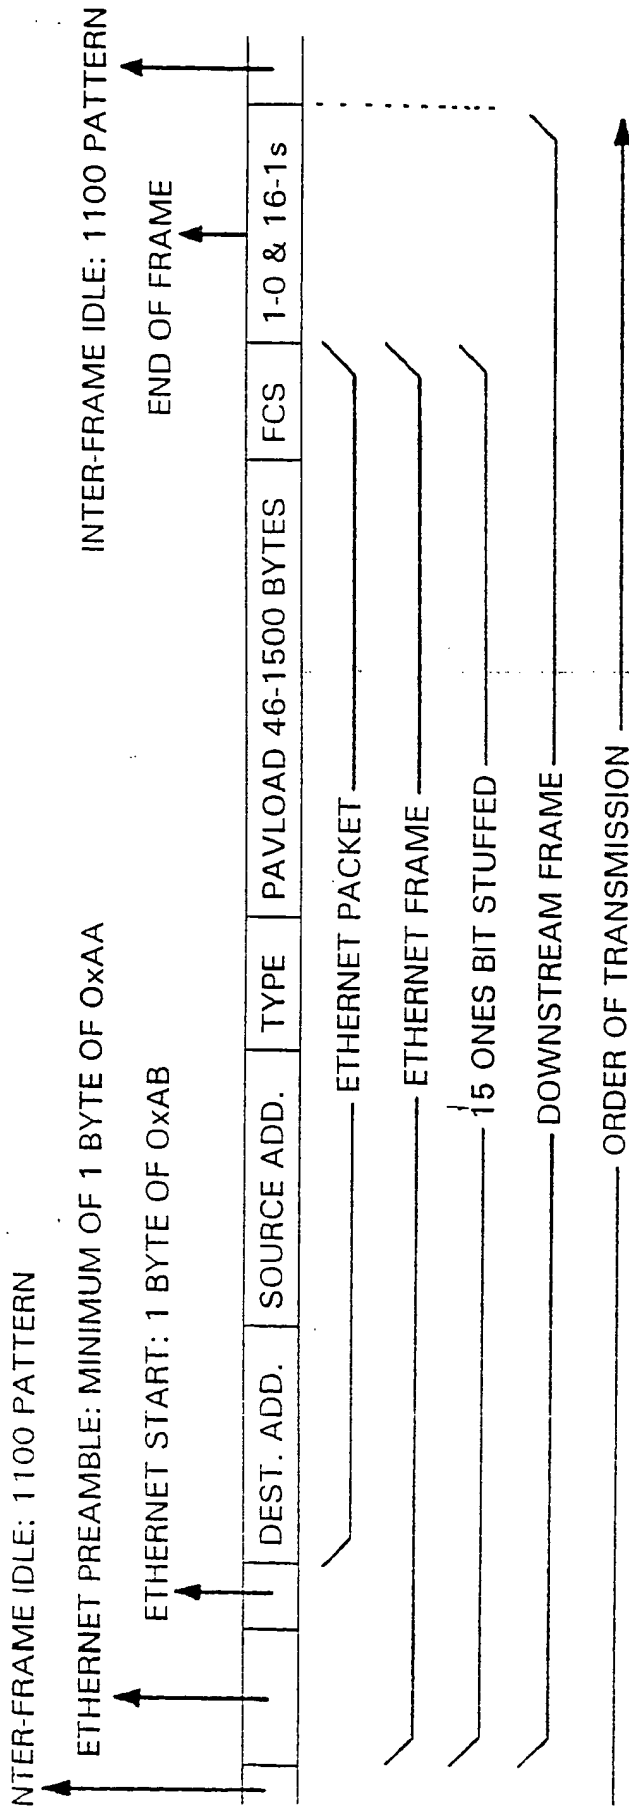 NTER-FRAME IDLE: 1100 PATTERN
INTER-FRAME IDLE: 1100 PATTERN
ETHERNET PREAMBLE: MINIMUM OF 1 BYTE OF OxAA
ETHERNET START: 1 BYTE OF OxAB
END OF FRAME
DEST. ADD. SOURCE ADD. TYPE PAVLOAD 46-1500 BYTES FCS 1-0 & 16-1s
ETHERNET PACKET
ETHERNET FRAME
15 ONES BIT STUFFED
DOWNSTREAM FRAME
ORDER OF TRANSMISSION